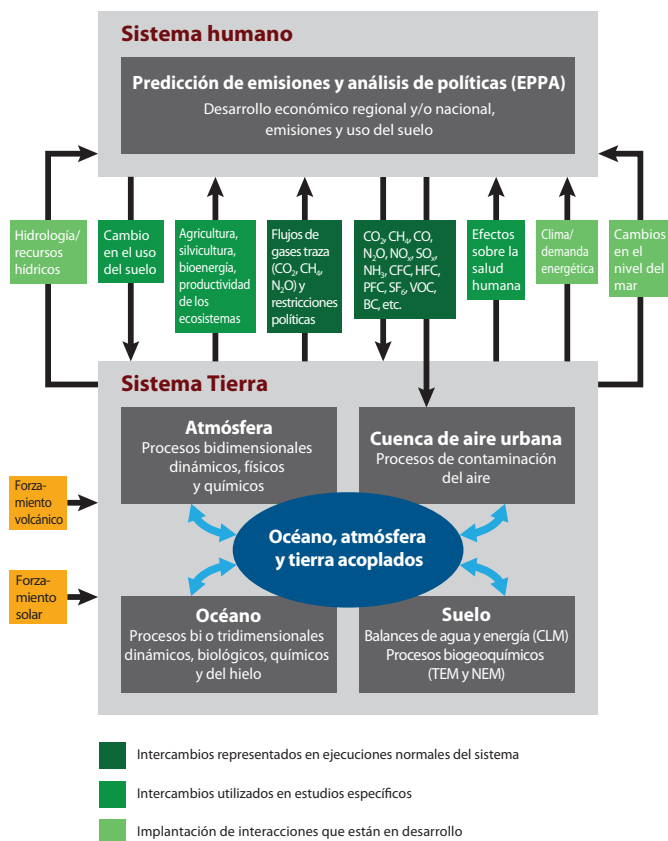 Sistema humano
Predicción de emisiones y análisis de políticas (EPPA)
Desarrollo económico regional y/o nacional,
emisiones y uso del suelo
Hidrología/
recursos
hídricos
Cambio
en el uso
del suelo
Agricultura,
silvicultura,
bioenergía,
productividad
de los
ecosistemas
Flujos de
gases traza
(CO₂, CH₄,
N₂O) y
restricciones
políticas
CO₂, CH₄, CO,
N₂O, NOₓ, SOₓ,
NH₃, CFC, HFC,
PFC, SF₆, VOC,
BC, etc.
Efectos
sobre la
salud
humana
Clima/
demanda
energética
Cambios
en el
nivel del
mar
Sistema Tierra
Atmósfera
Procesos bidimensionales
dinámicos, físicos
y químicos
Cuenca de aire urbana
Procesos de contaminación
del aire
Forza-
miento
volcánico
Océano, atmósfera
y tierra acoplados
Forza-
miento
solar
Océano
Procesos bi o tridimensionales
dinámicos, biológicos, químicos
y del hielo
Suelo
Balances de agua y energía (CLM)
Procesos biogeoquímicos
(TEM y NEM)
Intercambios representados en ejecuciones normales del sistema
Intercambios utilizados en estudios específicos
Implantación de interacciones que están en desarrollo